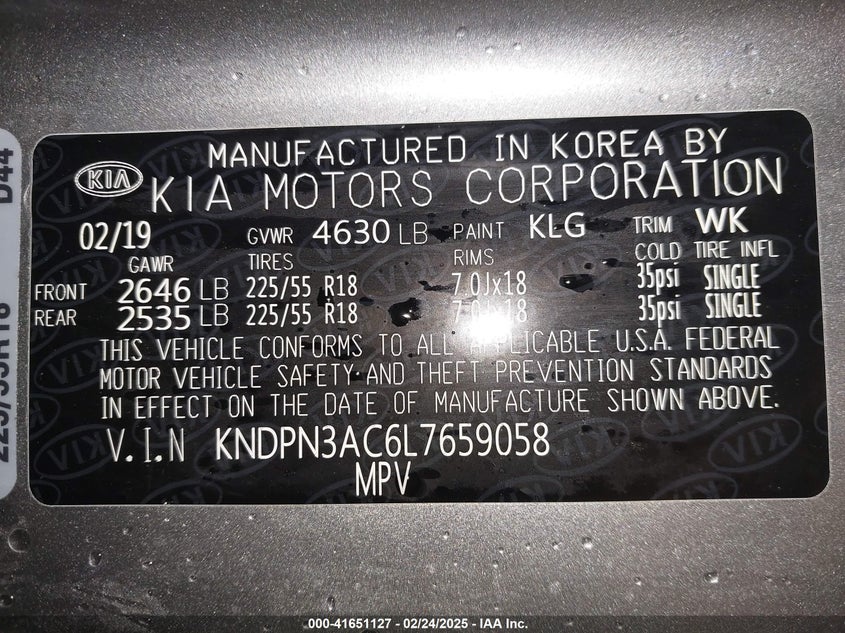 MANUFACTURED IN KOREA BY
KIA KIA MOTORS CORPORATION
02/19 GVWR 4630 LB PAINT KLG TRIM WK
GAWR TIRES RIMS COLD TIRE INFL
FRONT 2646 LB 225/55 R18 7.0Jx18 35psi SINGLE
REAR 2535 LB 225/55 R18 7.0Jx18 35psi SINGLE
THIS VEHICLE CONFORMS TO ALL APPLICABLE U.S.A. FEDERAL
MOTOR VEHICLE SAFETY AND THEFT PREVENTION STANDARDS
IN EFFECT ON THE DATE OF MANUFACTURE SHOWN ABOVE.
V.I.N KNDPN3AC6L7659058
MPV
D44
000-41651127 - 02/24/2025 - IAA Inc.